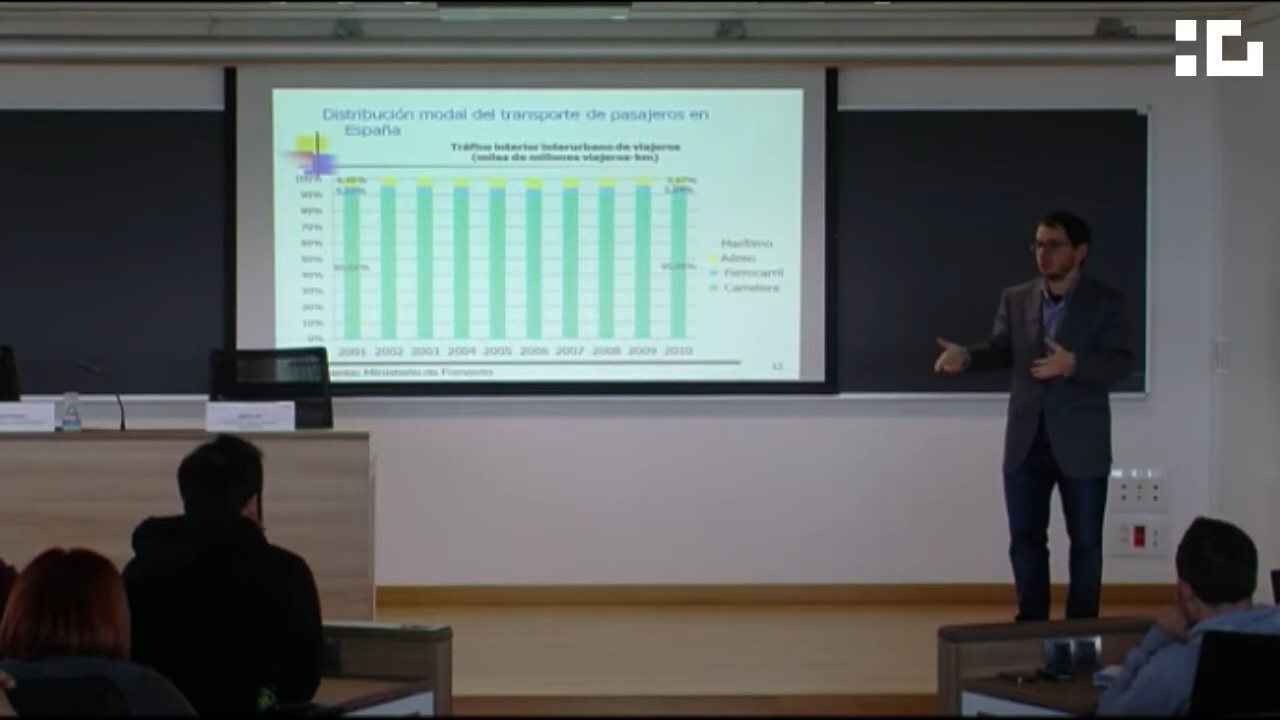 Distribución modal del transporte de pasajeros en
España
Tráfico interior interurbano de viajeros
(miles de millones viajeros-km)
100%
90%
80%
70%
60%
50%
40%
30%
20%
10%
0%
Marítimo
Aéreo
Ferrocarril
Carretera
2001 2002 2003 2004 2005 2006 2007 2008 2009 2010
Ministerio de Fomento